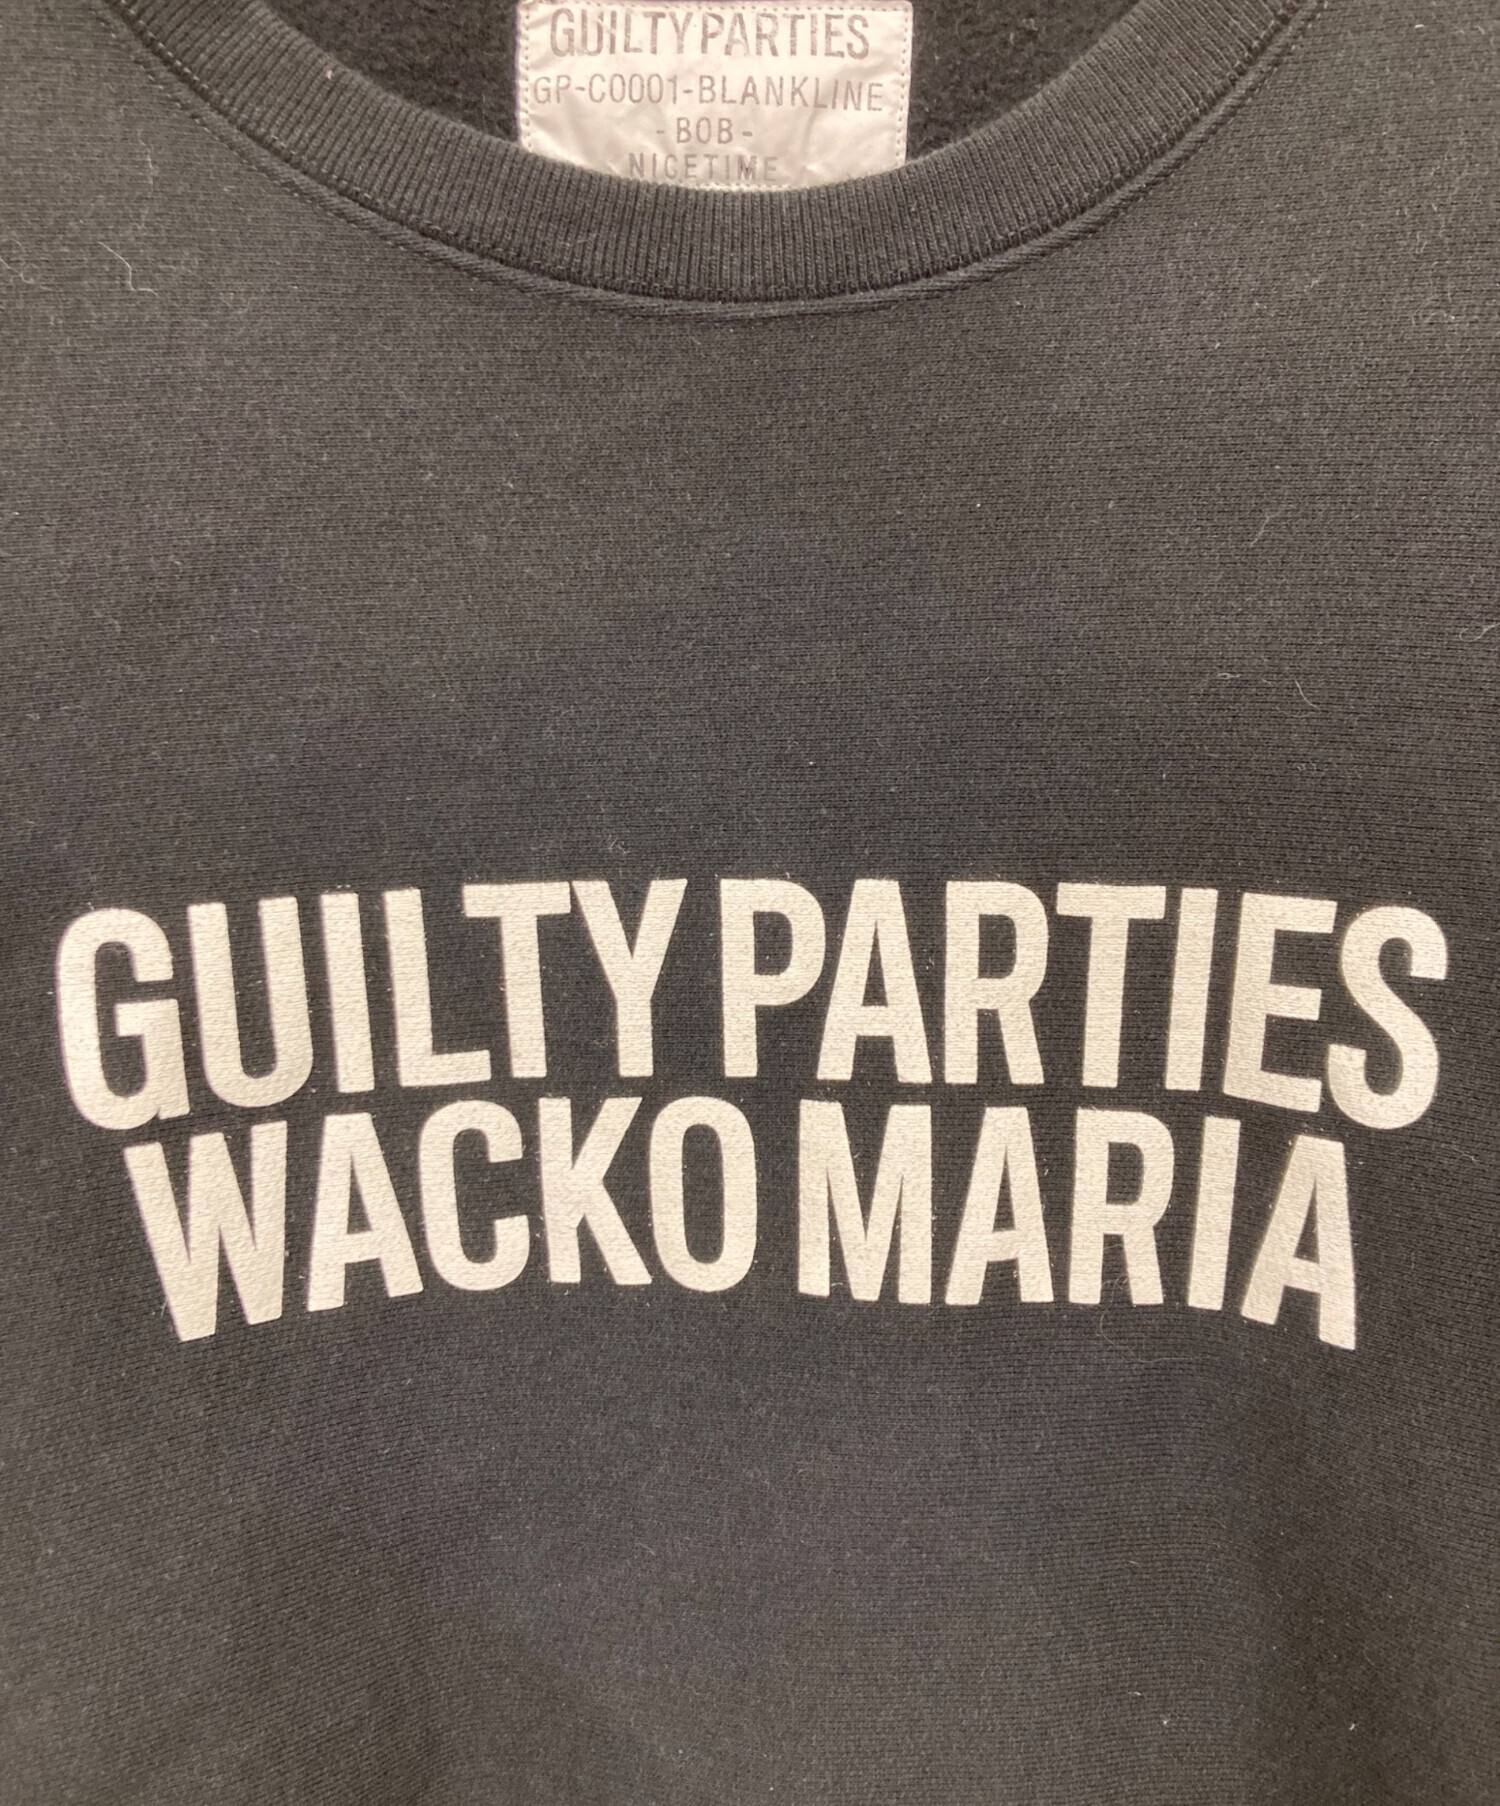 GUILTY PARTIES
GP-C0001-BLANKLINE
-BOB-
NICETIME
GUILTY PARTIES
WACKO MARIA